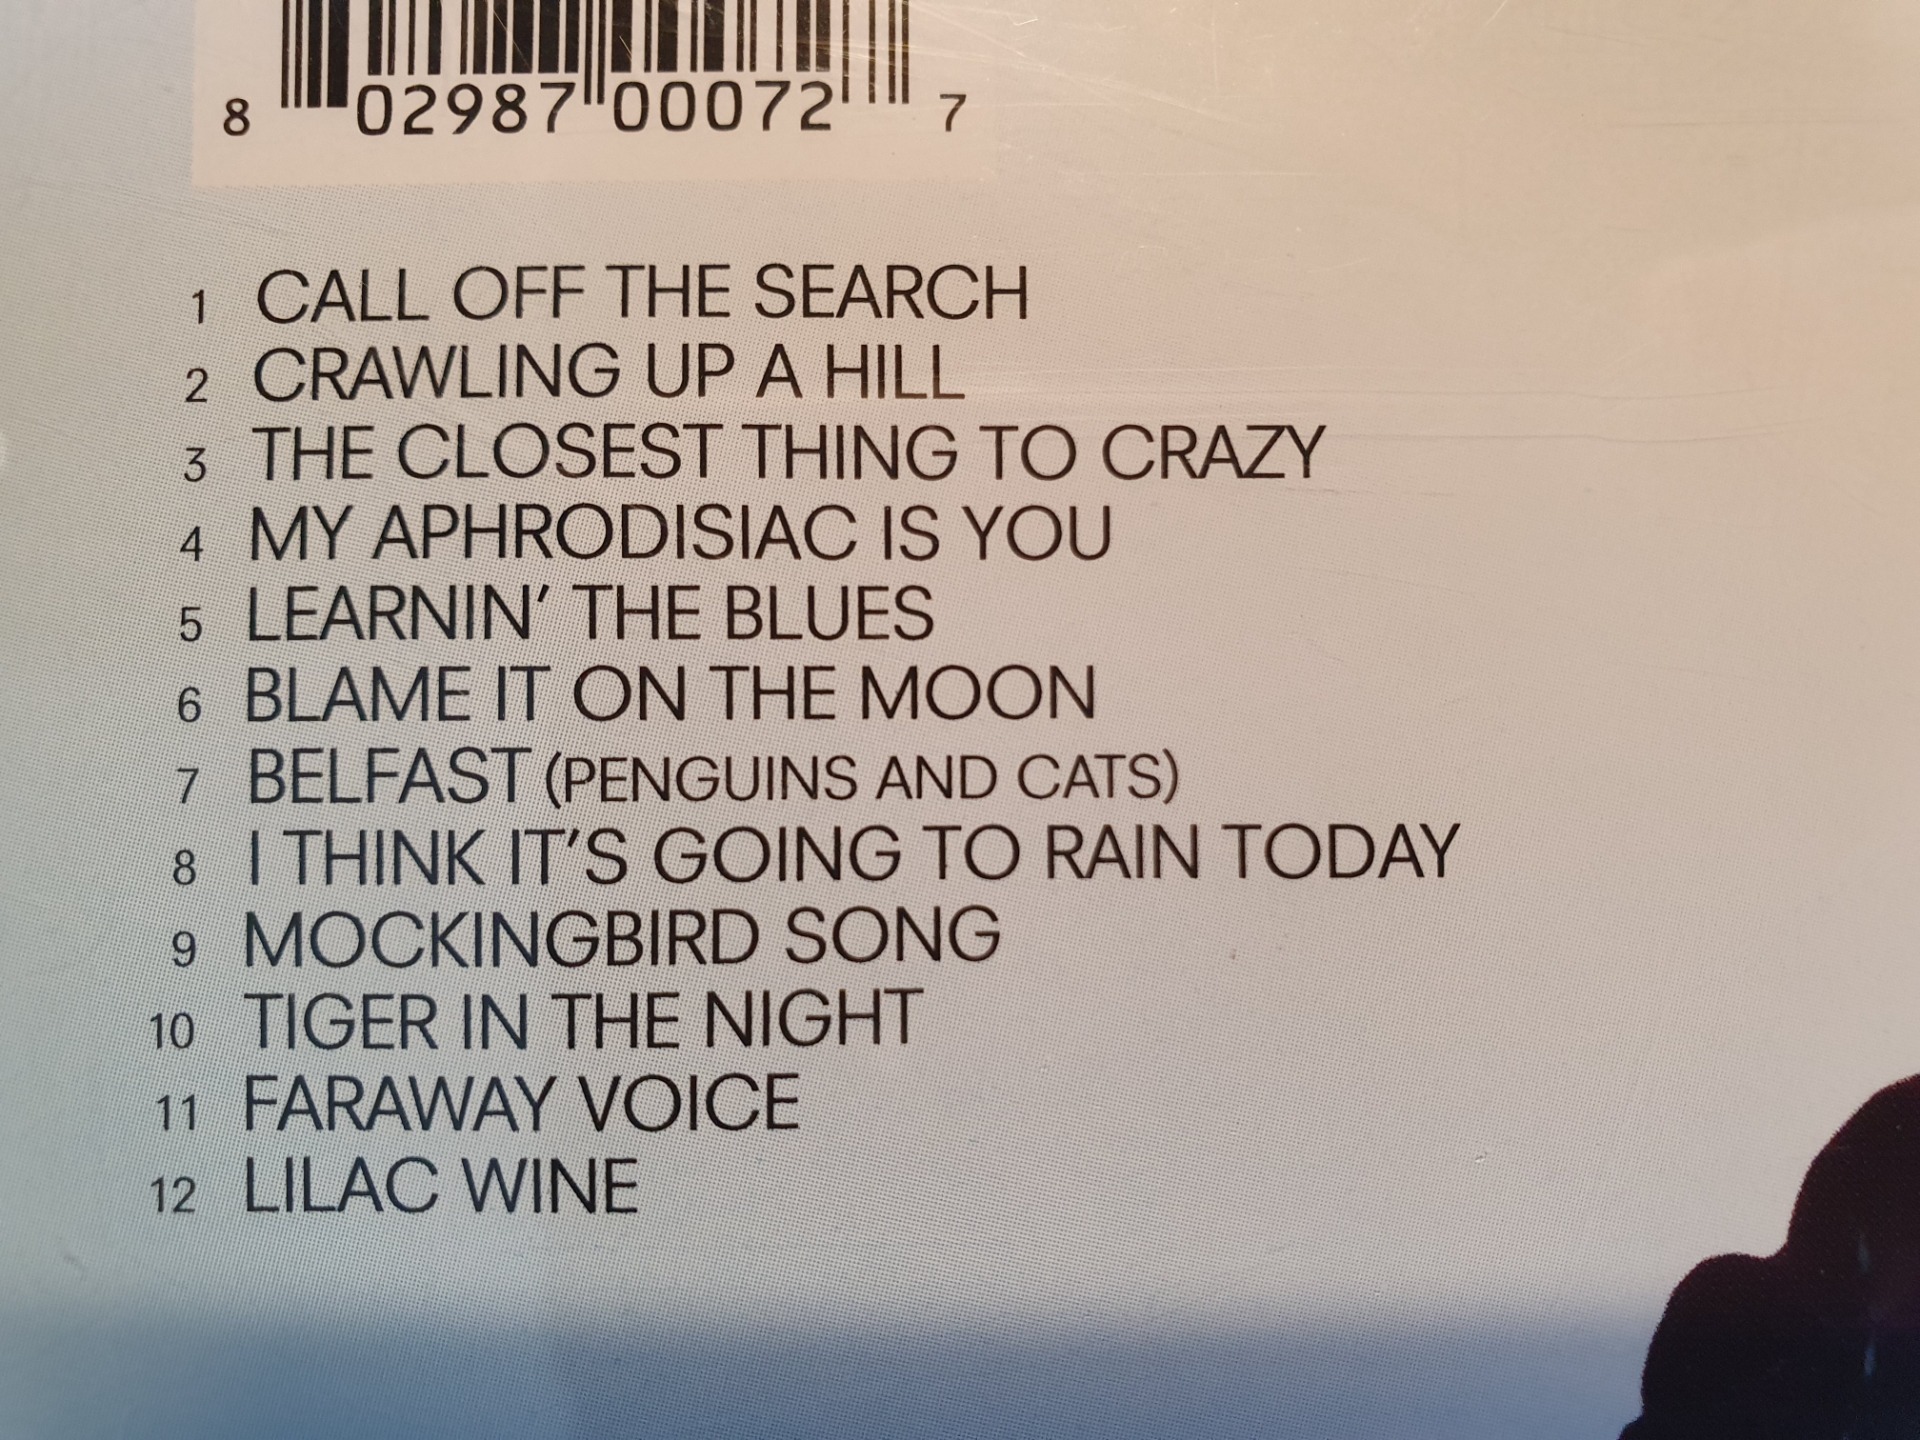 8 02987 00072 7
1 CALL OFF THE SEARCH
2 CRAWLING UP A HILL
3 THE CLOSEST THING TO CRAZY
4 MY APHRODISIAC IS YOU
5 LEARNIN’ THE BLUES
6 BLAME IT ON THE MOON
7 BELFAST (PENGUINS AND CATS)
8 I THINK IT’S GOING TO RAIN TODAY
9 MOCKINGBIRD SONG
10 TIGER IN THE NIGHT
11 FARAWAY VOICE
12 LILAC WINE